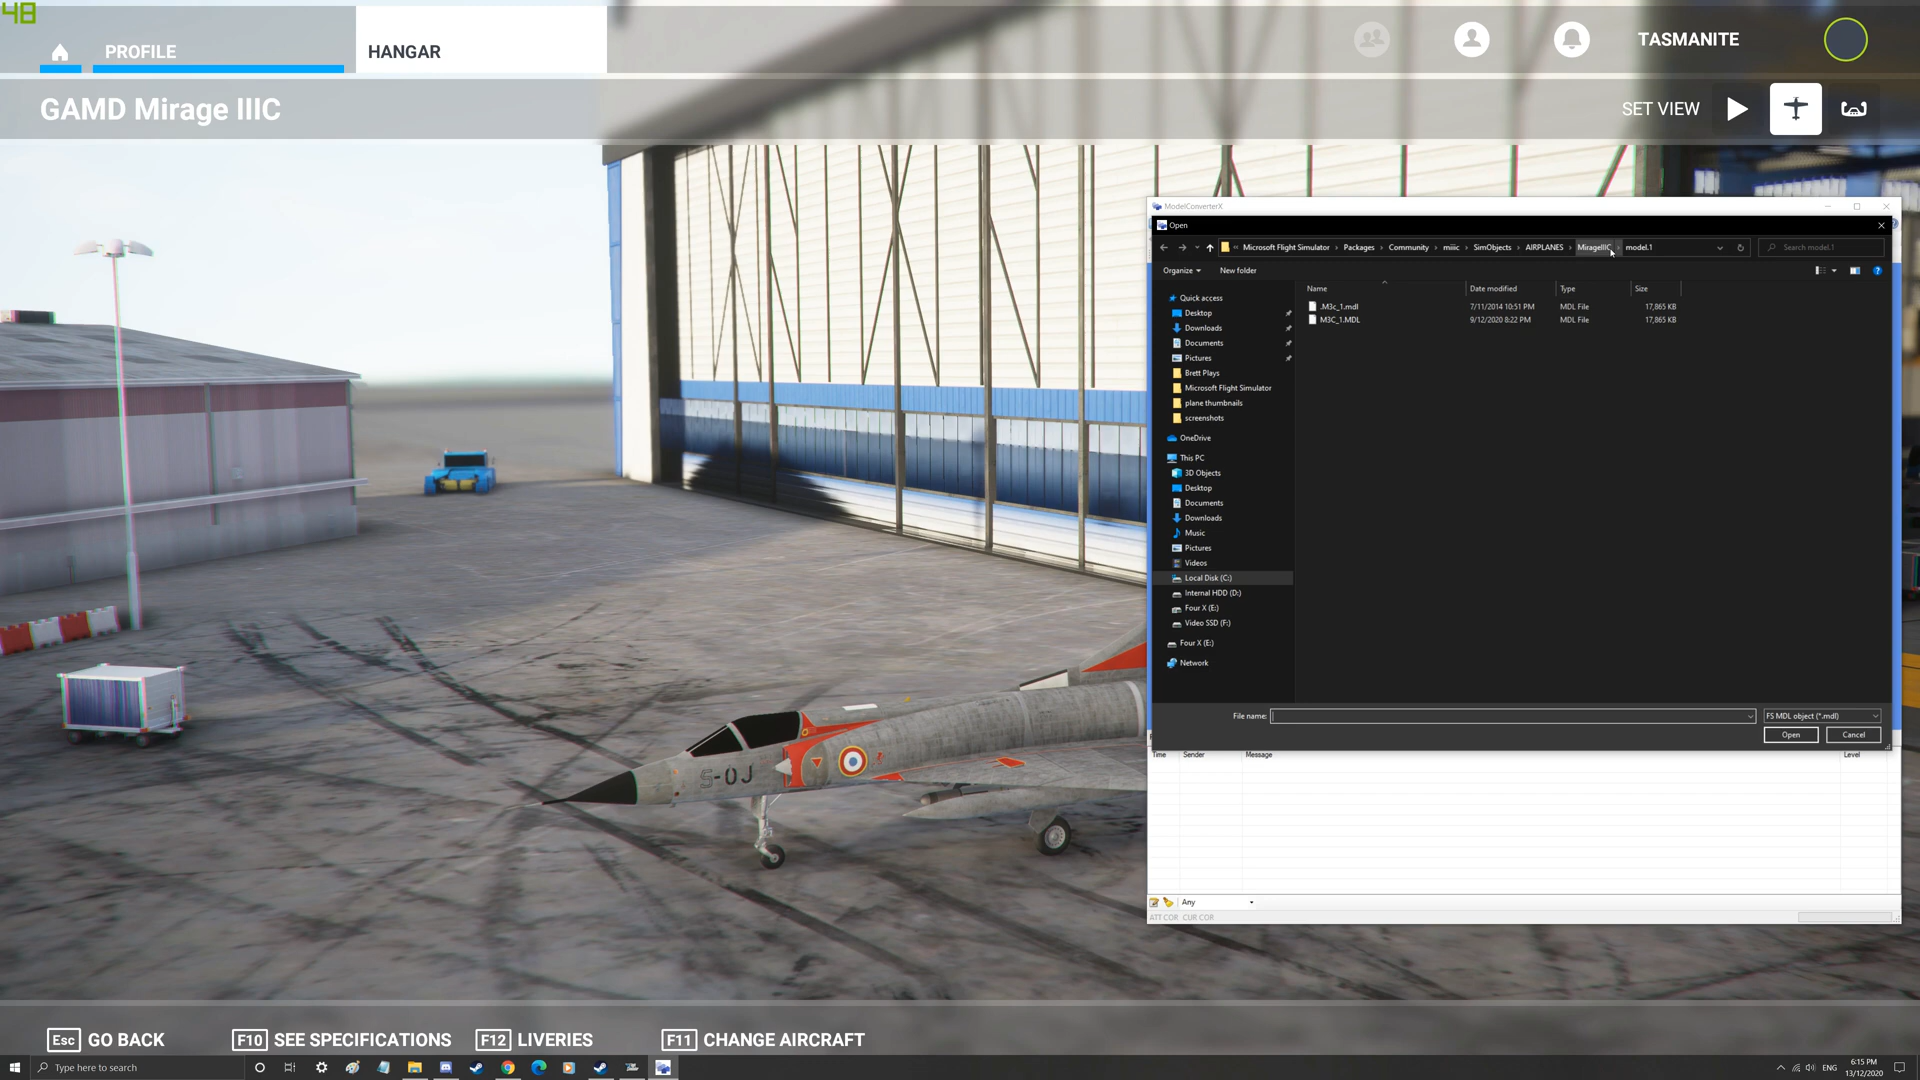 48
PROFILE
HANGAR
TASMANITE
GAMD Mirage IIIC
SET VIEW
ModelConverterX
Open
« Microsoft Flight Simulator › Packages › Community › miiic › SimObjects › AIRPLANES › MirageIIIC › model.1
Search model.1
Organize
New folder
Name
Date modified
Type
Size
.M3c_1.mdl 7/11/2014 10:51 PM MDL File 17,865 KB
M3C_1.MDL 9/12/2020 8:22 PM MDL File 17,865 KB
Quick access
Desktop
Downloads
Documents
Pictures
Brett Plays
Microsoft Flight Simulator
plane thumbnails
screenshots
OneDrive
This PC
3D Objects
Desktop
Documents
Downloads
Music
Pictures
Videos
Local Disk (C:)
Internal HDD (D:)
Four X (E:)
Video SSD (F:)
Four X (E:)
Network
File name:
FS MDL object (*.mdl)
Open
Cancel
Time
Sender
Message
Level
Any
ATT COR CUR COR
5-OJ
Esc GO BACK
F10 SEE SPECIFICATIONS
F12 LIVERIES
F11 CHANGE AIRCRAFT
Type here to search
ENG
6:15 PM
13/12/2020